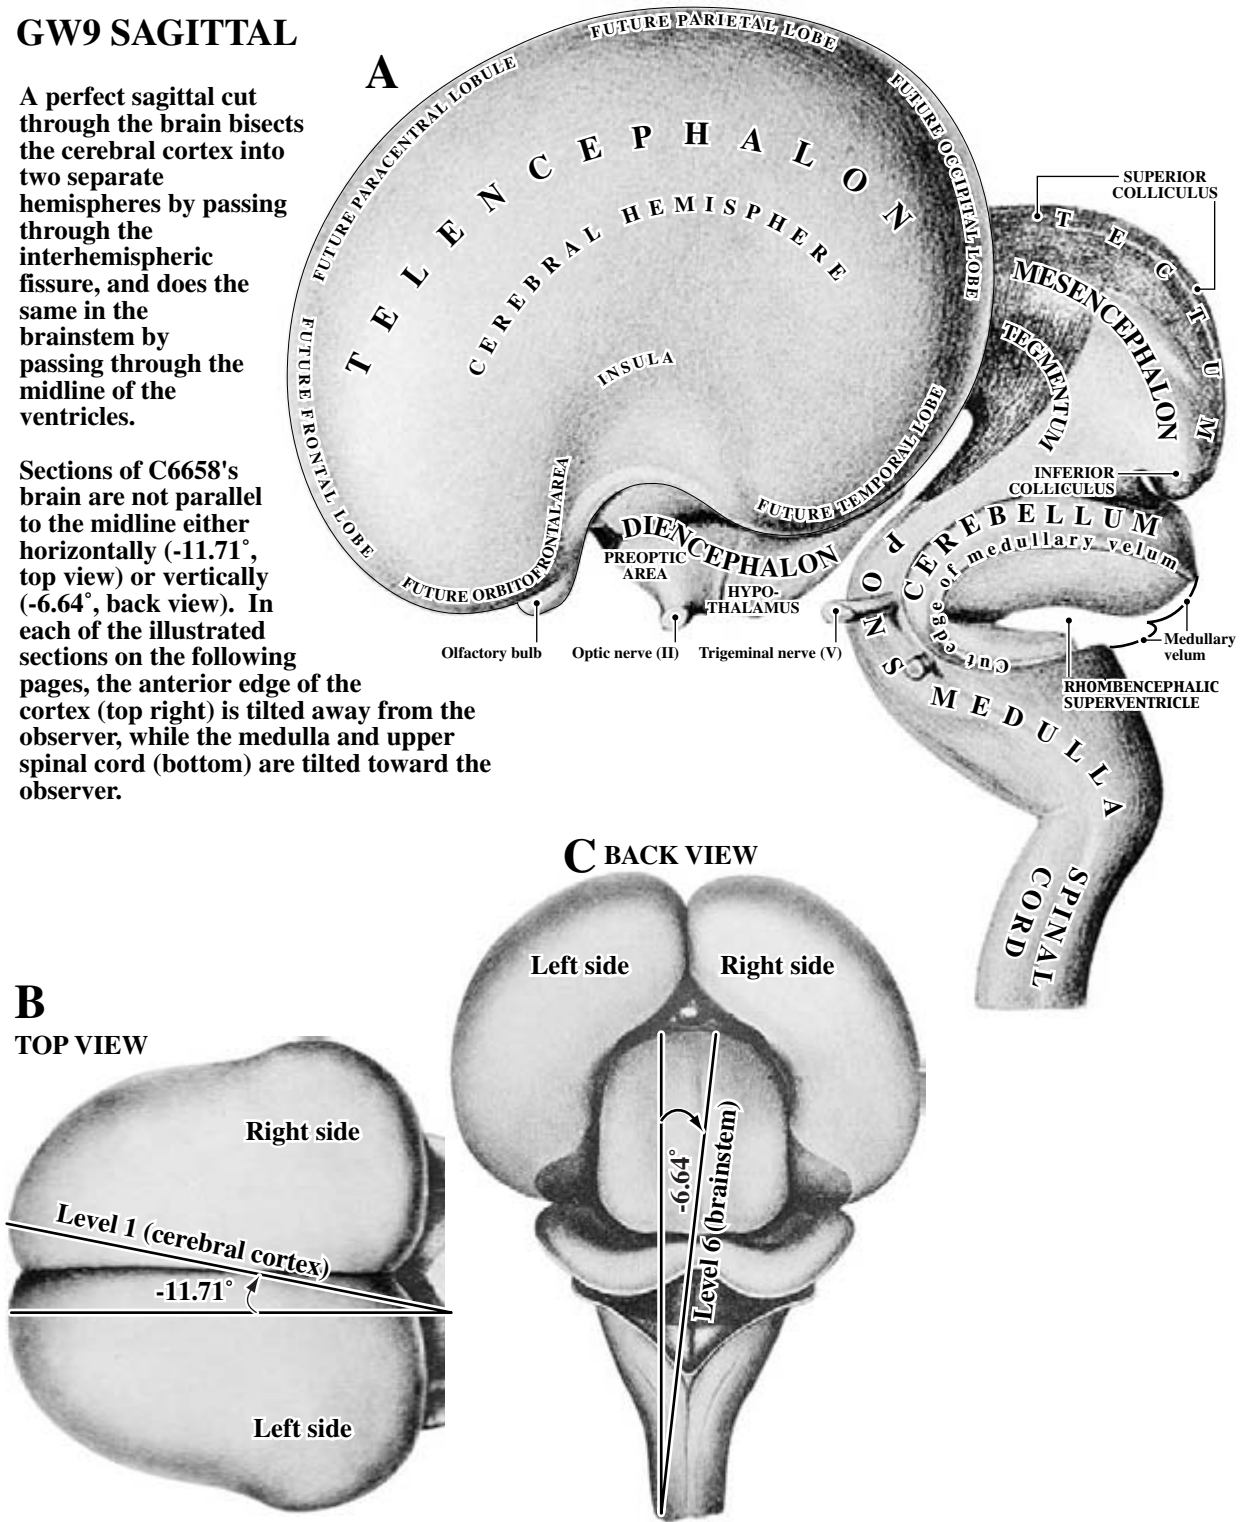 GW9 SAGITTAL
A perfect sagittal cut
through the brain bisects
the cerebral cortex into
two separate
hemispheres by passing
through the
interhemispheric
fissure, and does the
same in the
brainstem by
passing through the
midline of the
ventricles.
Sections of C6658's
brain are not parallel
to the midline either
horizontally (-11.71˚,
top view) or vertically
(-6.64˚, back view).  In
each of the illustrated
sections on the following
pages, the anterior edge of the
cortex (top right) is tilted away from the
observer, while the medulla and upper
spinal cord (bottom) are tilted toward the
observer.
A
FUTURE PARIETAL LOBE
FUTURE PARACENTRAL LOBULE
FUTURE OCCIPITAL LOBE
TELENCEPHALON
CEREBRAL HEMISPHERE
INSULA
FUTURE FRONTAL LOBE
FUTURE ORBITOFRONTAL AREA
FUTURE TEMPORAL LOBE
SUPERIOR
COLLICULUS
TECTUM
MESENCEPHALON
TEGMENTUM
INFERIOR
COLLICULUS
DIENCEPHALON
PREOPTIC
AREA
HYPO-
THALAMUS
CEREBELLUM
Cut edge of medullary velum
PONS
Olfactory bulb
Optic nerve (II)
Trigeminal nerve (V)
Medullary
velum
RHOMBENCEPHALIC
SUPERVENTRICLE
MEDULLA
SPINAL
CORD
B
TOP VIEW
Right side
Level 1 (cerebral cortex)
-11.71˚
Left side
C BACK VIEW
Left side
Right side
-6.64˚
Level 6 (brainstem)